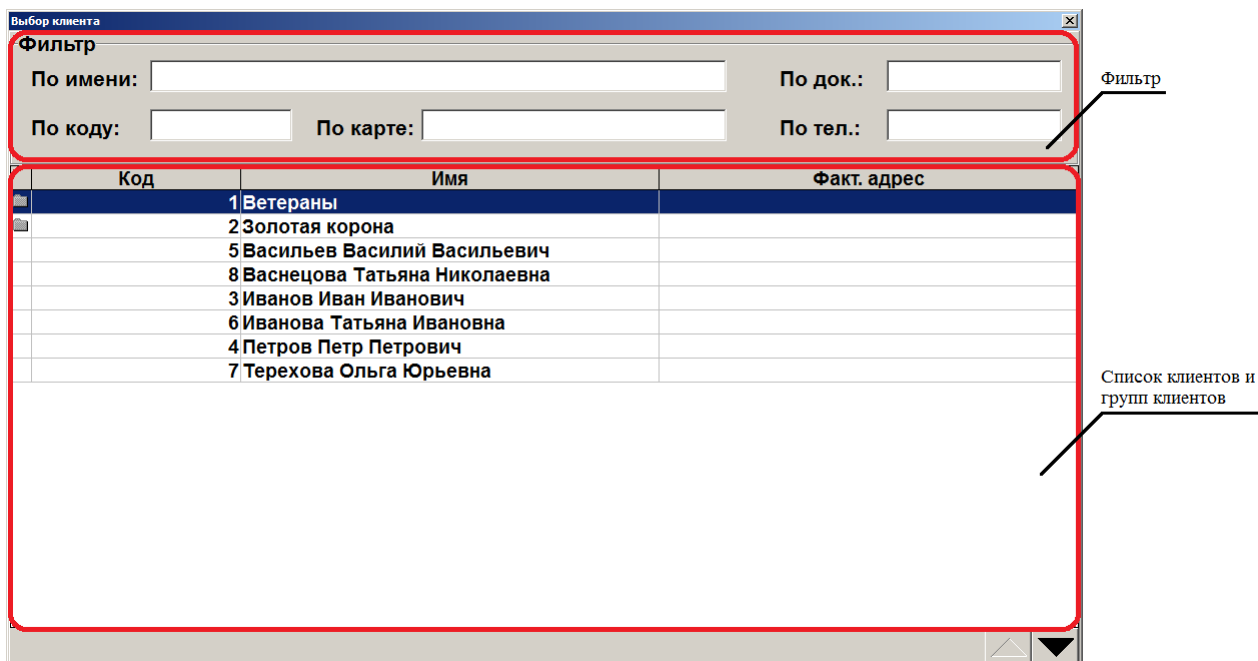 Выбор клиента
Фильтр
По имени: По док.:
По коду: По карте: По тел.:
Фильтр
Код Имя Факт. адрес
1 Ветераны
2 Золотая корона
5 Васильев Василий Васильевич
8 Васнецова Татьяна Николаевна
3 Иванов Иван Иванович
6 Иванова Татьяна Ивановна
4 Петров Петр Петрович
7 Терехова Ольга Юрьевна
Список клиентов и
групп клиентов